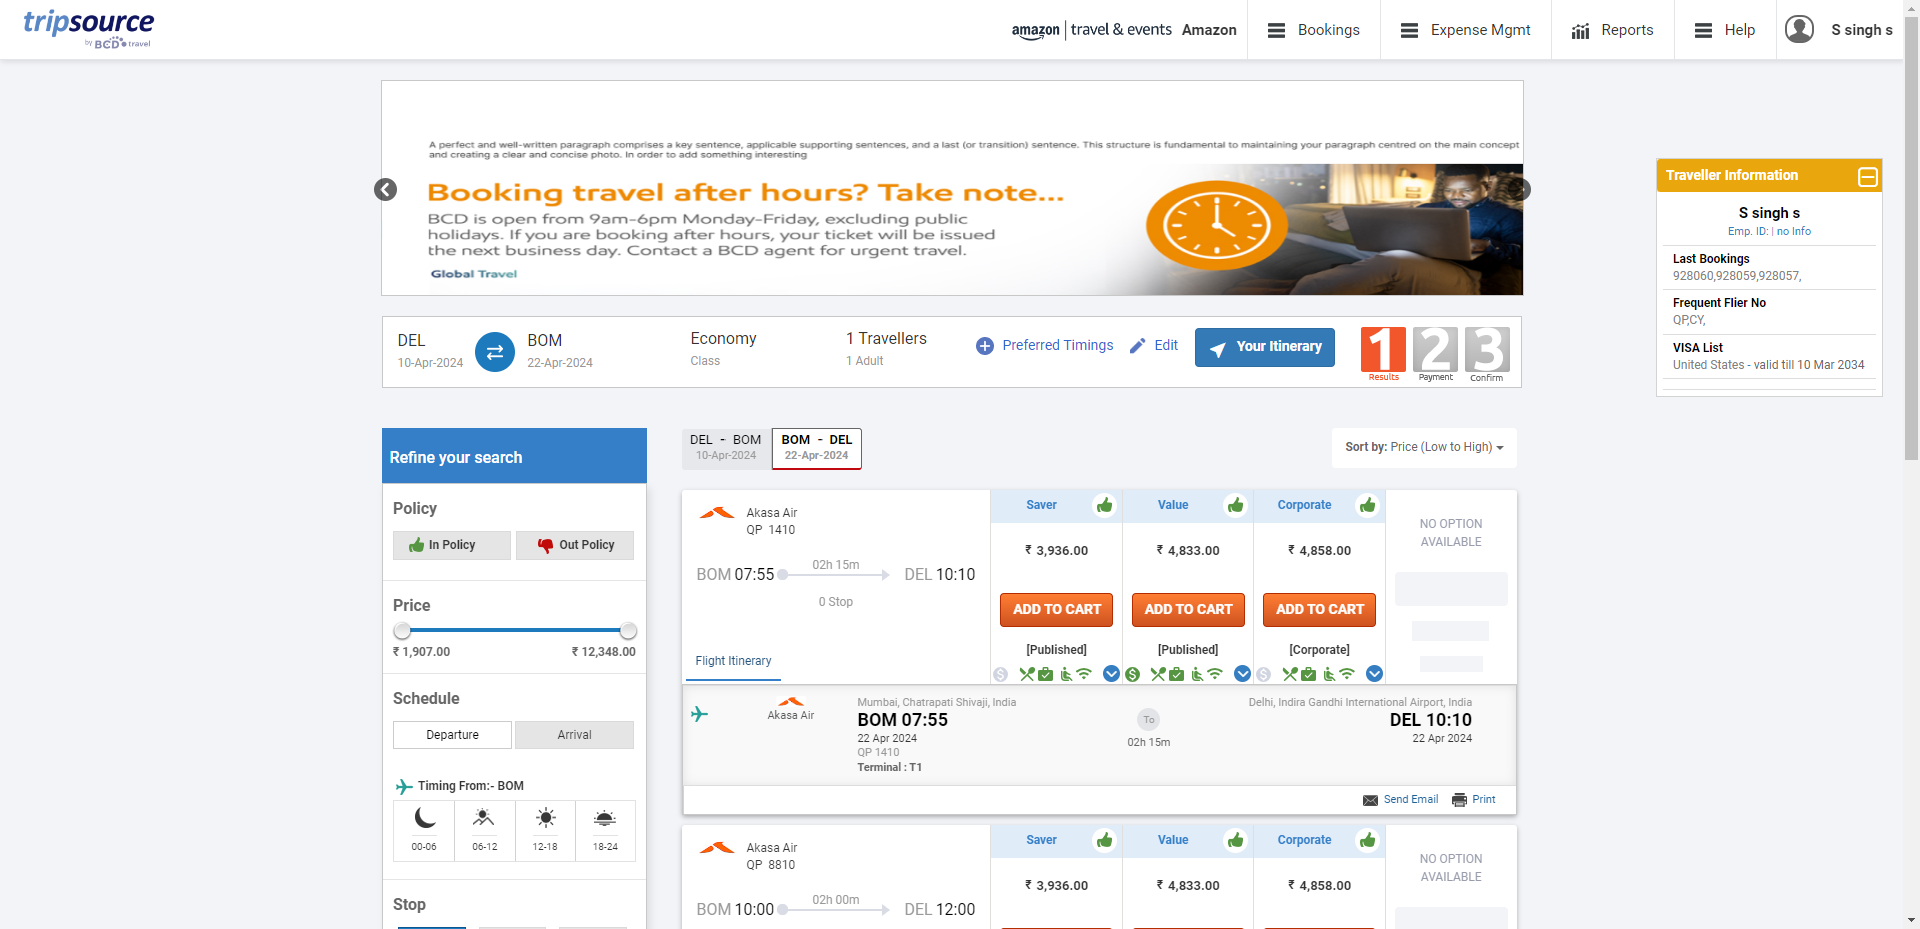 tripsource
by BCD travel
amazon | travel & events Amazon
Bookings
Expense Mgmt
Reports
Help
S singh s
A perfect and well-written paragraph comprises a key sentence, applicable supporting sentences, and a last (or transition) sentence. This structure is fundamental to maintaining your paragraph centred on the main concept
and creating a clear and concise photo. In order to add something interesting
Booking travel after hours? Take note...
BCD is open from 9am-6pm Monday-Friday, excluding public
holidays. If you are booking after hours, your ticket will be issued
the next business day. Contact a BCD agent for urgent travel.
Global Travel
Traveller Information
S singh s
Emp. ID: | no Info
Last Bookings
928060,928059,928057,
Frequent Flier No
QP,CY,
VISA List
United States - valid till 10 Mar 2034
DEL
10-Apr-2024
BOM
22-Apr-2024
Economy
Class
1 Travellers
1 Adult
Preferred Timings
Edit
Your Itinerary
1 2 3
Results Payment Confirm
Refine your search
Policy
In Policy
Out Policy
Price
₹ 1,907.00
₹ 12,348.00
Schedule
Departure
Arrival
Timing From:- BOM
00-06
06-12
12-18
18-24
Stop
DEL - BOM
10-Apr-2024
BOM - DEL
22-Apr-2024
Sort by: Price (Low to High)
Akasa Air
QP 1410
BOM 07:55
02h 15m
DEL 10:10
0 Stop
Flight Itinerary
Saver
₹ 3,936.00
ADD TO CART
[Published]
Value
₹ 4,833.00
ADD TO CART
[Published]
Corporate
₹ 4,858.00
ADD TO CART
[Corporate]
NO OPTION
AVAILABLE
Akasa Air
Mumbai, Chatrapati Shivaji, India
BOM 07:55
22 Apr 2024
QP 1410
Terminal : T1
To
02h 15m
Delhi, Indira Gandhi International Airport, India
DEL 10:10
22 Apr 2024
Send Email
Print
Akasa Air
QP 8810
BOM 10:00
02h 00m
DEL 12:00
Saver
₹ 3,936.00
Value
₹ 4,833.00
Corporate
₹ 4,858.00
NO OPTION
AVAILABLE